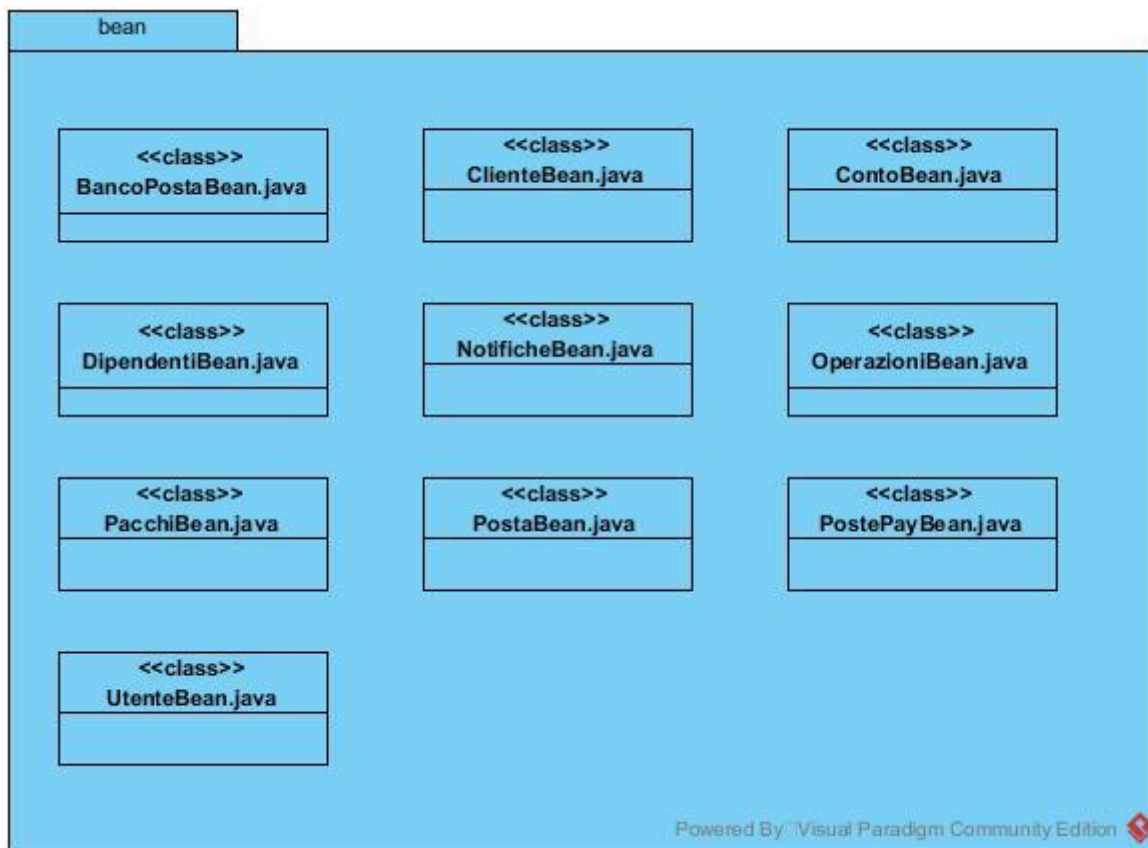 bean
<<class>>
BancoPostaBean.java
<<class>>
ClienteBean.java
<<class>>
ContoBean.java
<<class>>
DipendentiBean.java
<<class>>
NotificheBean.java
<<class>>
OperazioniBean.java
<<class>>
PacchiBean.java
<<class>>
PostaBean.java
<<class>>
PostePayBean.java
<<class>>
UtenteBean.java
Powered By Visual Paradigm Community Edition